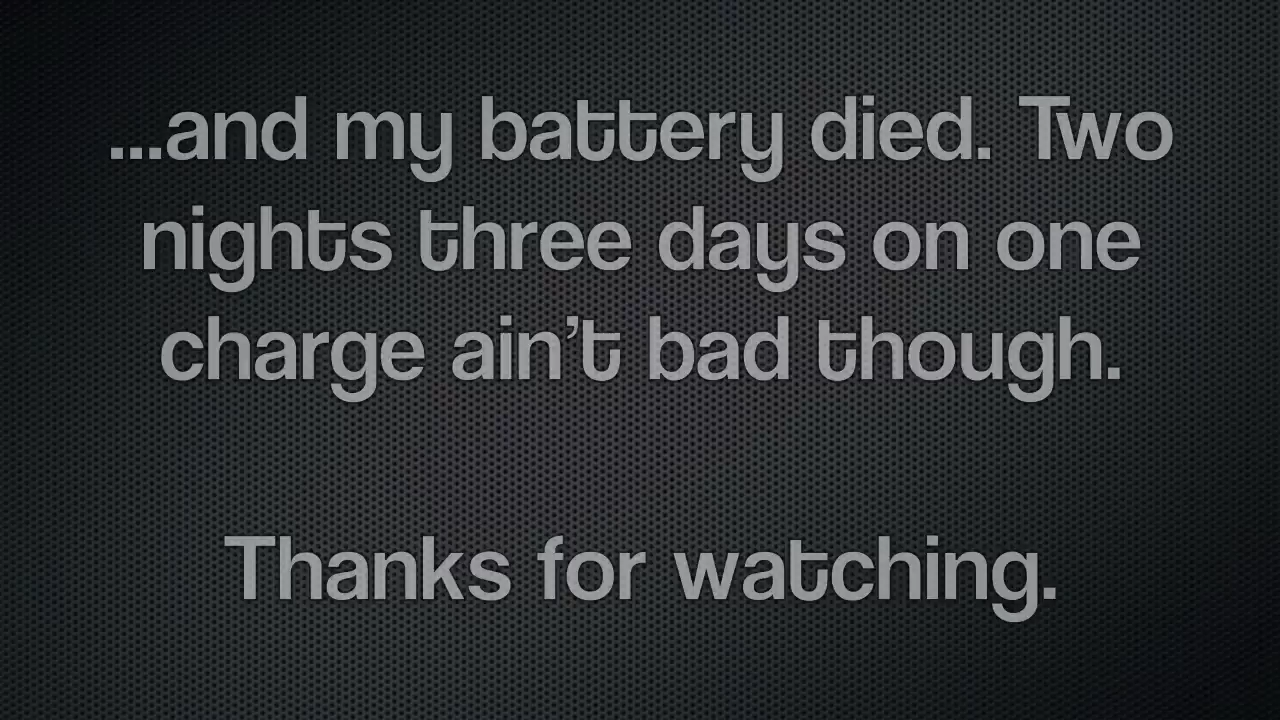 ...and my battery died. Two
nights three days on one
charge ain’t bad though.
Thanks for watching.